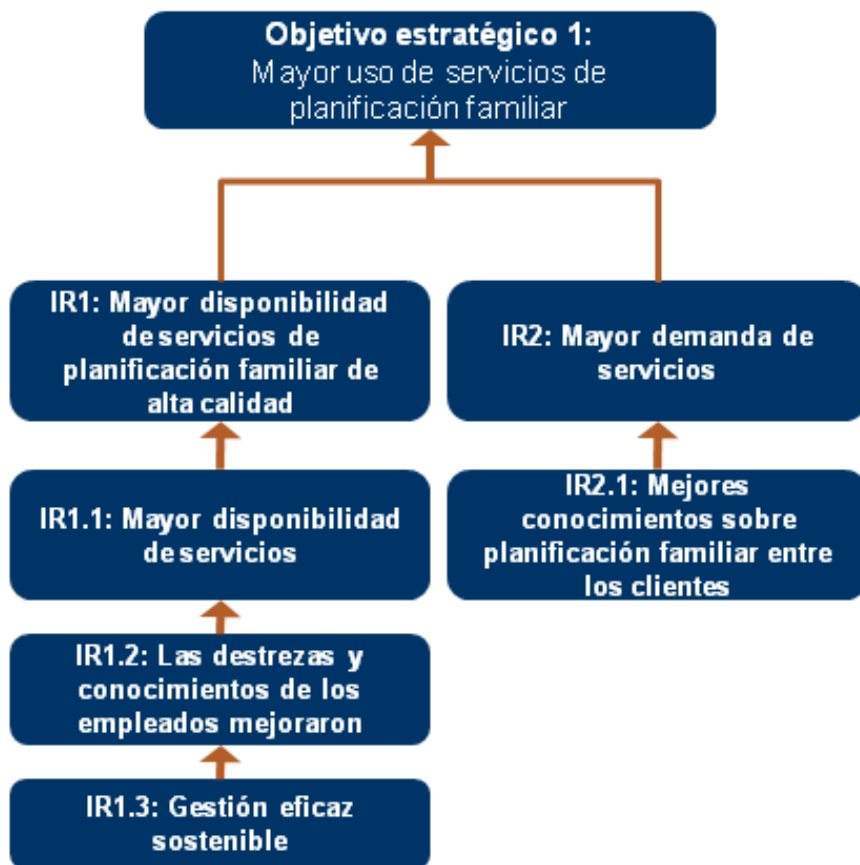 Objetivo estratégico 1:
Mayor uso de servicios de
planificación familiar
IR1: Mayor disponibilidad
de servicios de
planificación familiar de
alta calidad
IR2: Mayor demanda de
servicios
IR1.1: Mayor disponibilidad
de servicios
IR2.1: Mejores
conocimientos sobre
planificación familiar entre
los clientes
IR1.2: Las destrezas y
conocimientos de los
empleados mejoraron
IR1.3: Gestión eficaz
sostenible